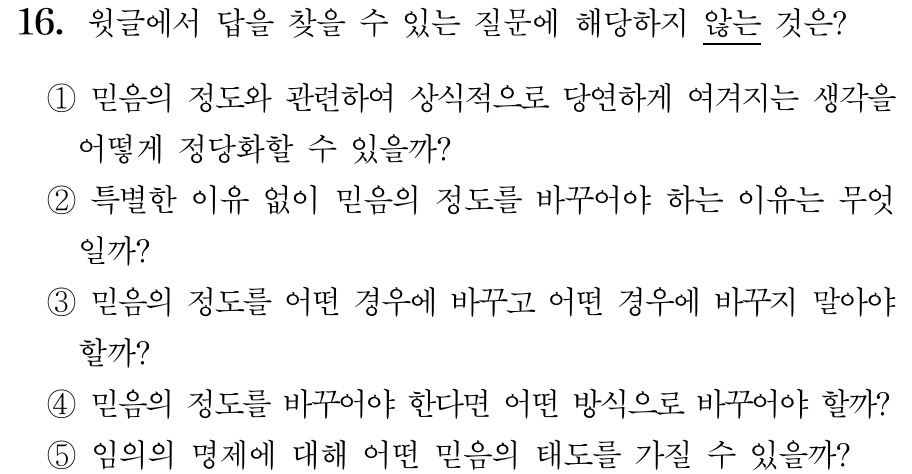 16. 윗글에서 답을 찾을 수 있는 질문에 해당하지 않는 것은?
① 믿음의 정도와 관련하여 상식적으로 당연하게 여겨지는 생각을
어떻게 정당화할 수 있을까?
② 특별한 이유 없이 믿음의 정도를 바꾸어야 하는 이유는 무엇
일까?
③ 믿음의 정도를 어떤 경우에 바꾸고 어떤 경우에 바꾸지 말아야
할까?
④ 믿음의 정도를 바꾸어야 한다면 어떤 방식으로 바꾸어야 할까?
⑤ 임의의 명제에 대해 어떤 믿음의 태도를 가질 수 있을까?